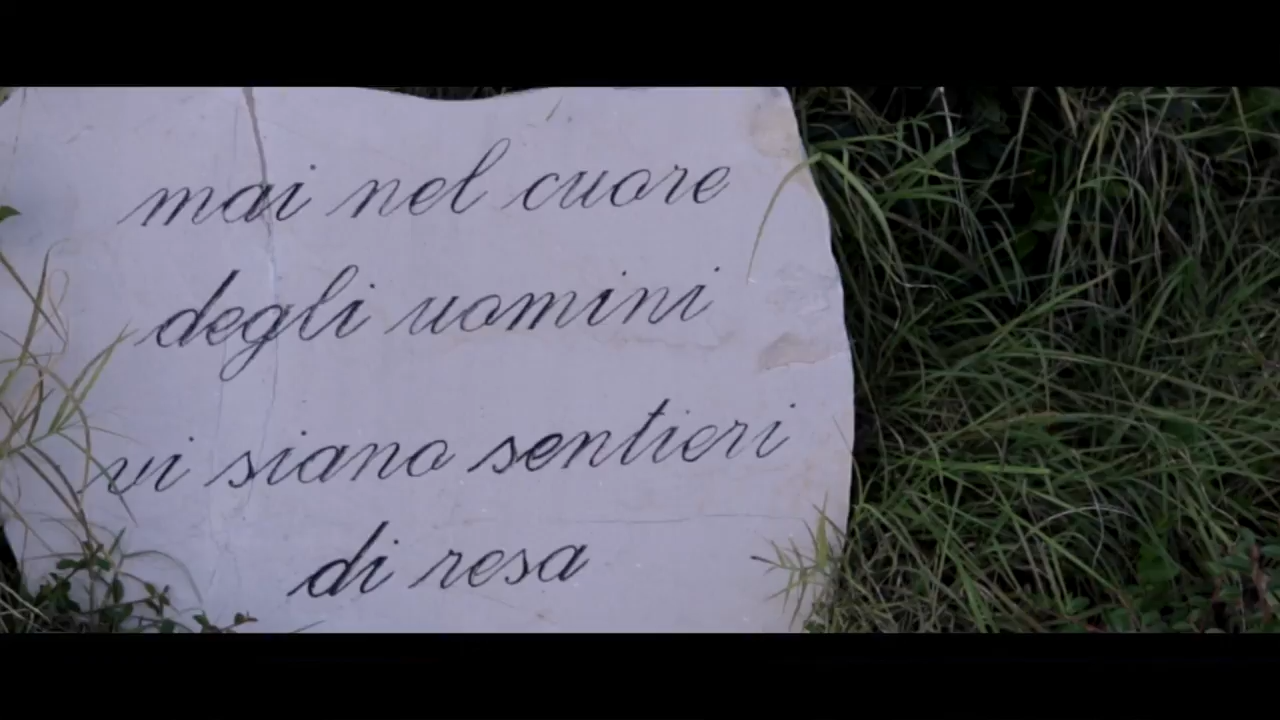 mai nel cuore
degli uomini
vi siano sentieri
di resa